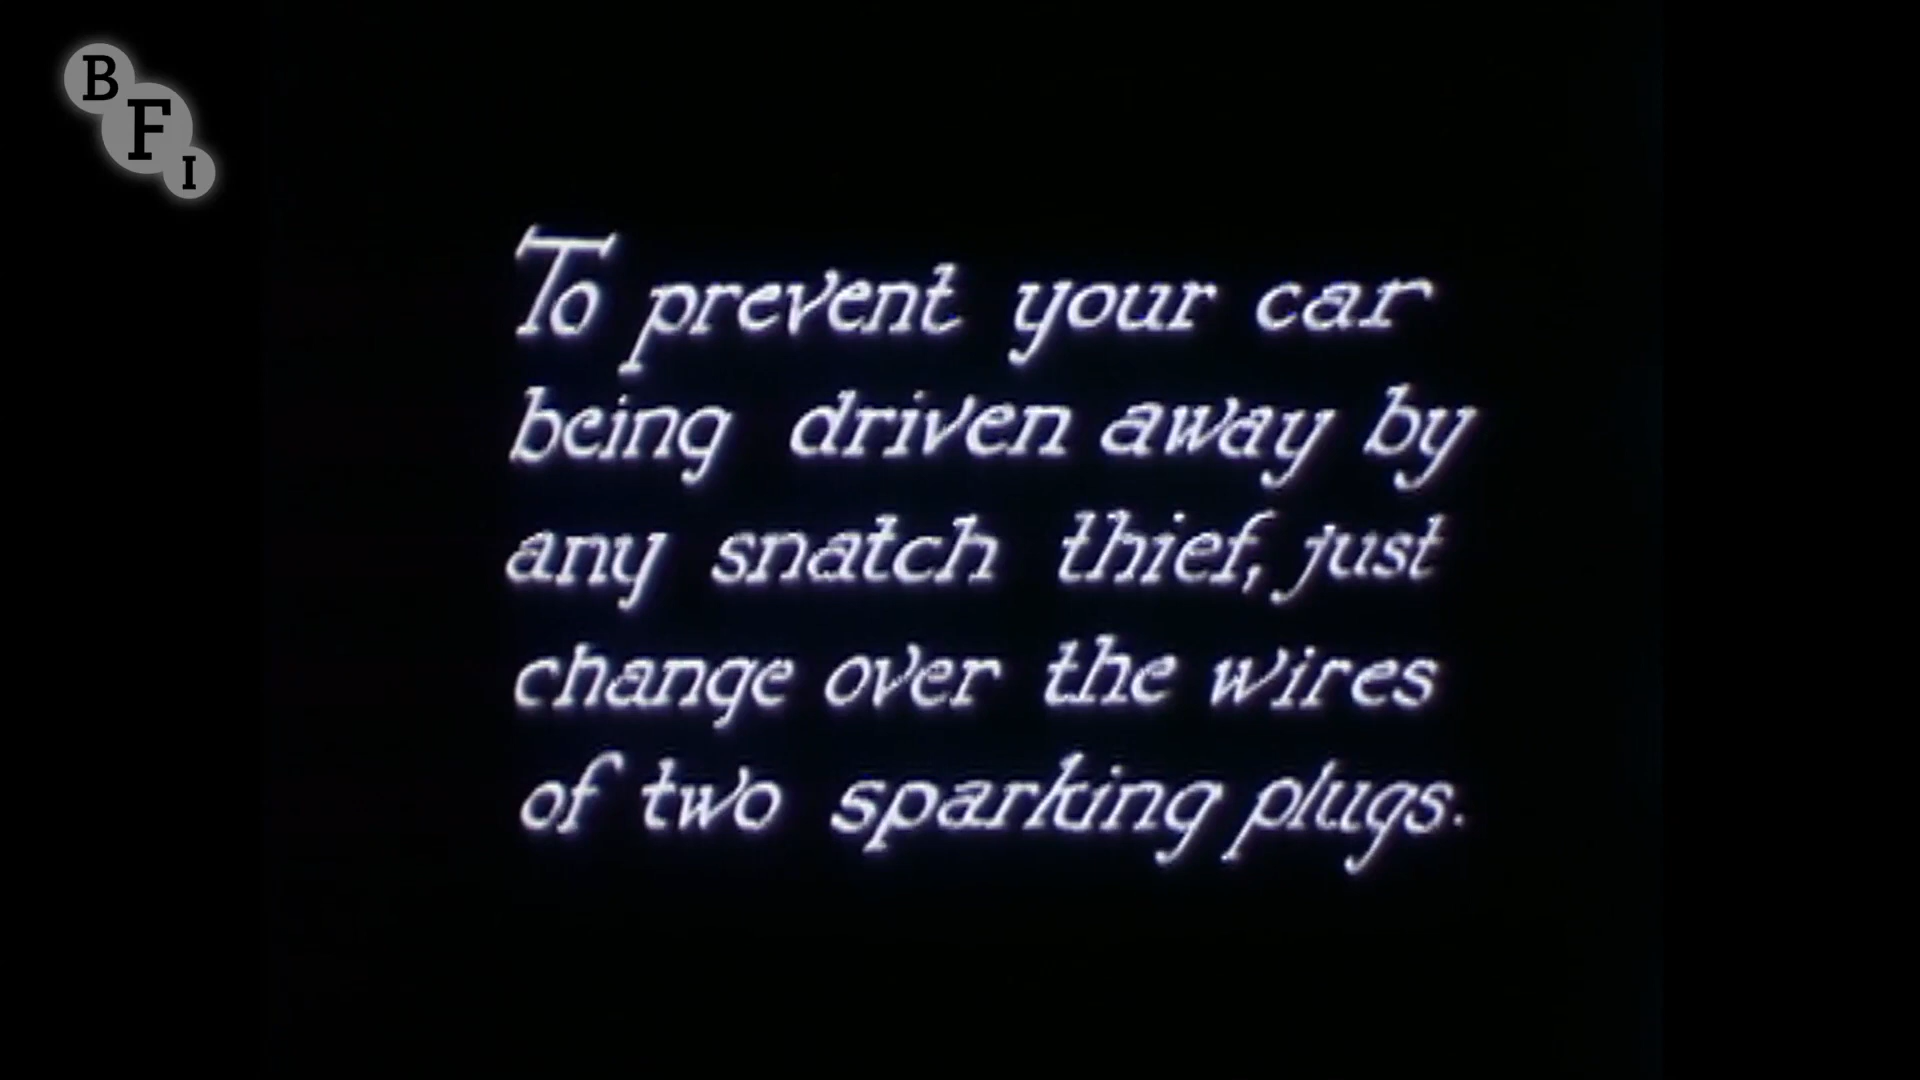 BFI
To prevent your car
being driven away by
any snatch thief, just
change over the wires
of two sparking plugs.